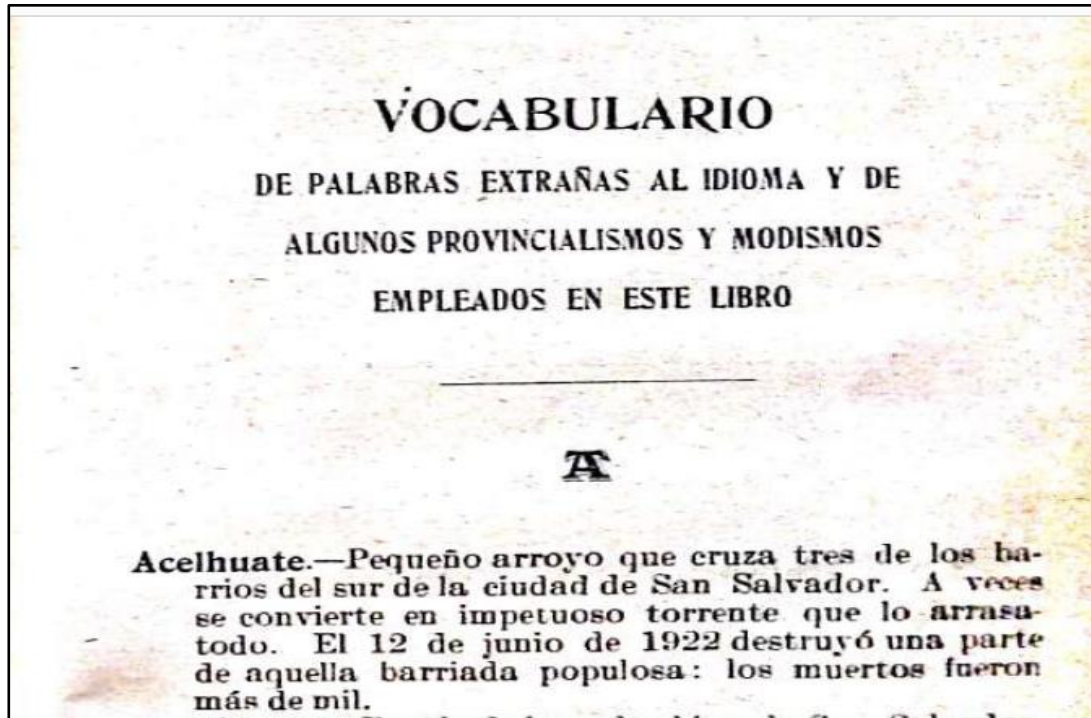 VOCABULARIO
DE PALABRAS EXTRAÑAS AL IDIOMA Y DE
ALGUNOS PROVINCIALISMOS Y MODISMOS
EMPLEADOS EN ESTE LIBRO
A
Acelhuate.—Pequeño arroyo que cruza tres de los ba-
rrios del sur de la ciudad de San Salvador. A veces
se convierte en impetuoso torrente que lo arrasa
todo. El 12 de junio de 1922 destruyó una parte
de aquella barriada populosa: los muertos fueron
más de mil.